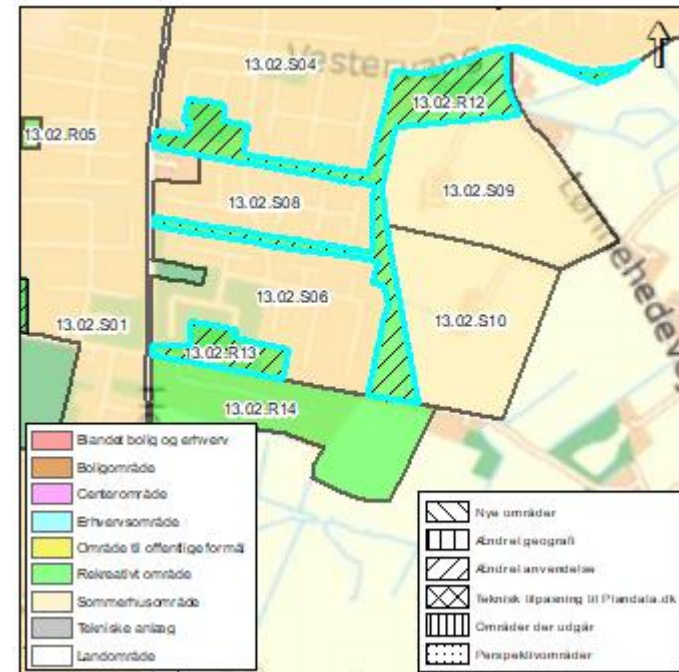 Vestervang
13.02.S04
13.02.R12
13.02.R05
13.02.S09
13.02.S08
Lønnehedevej
13.02.S06
13.02.S01
13.02.S10
13.02.R13
13.02.R14
Blandet bolig og erhverv
Boligområde
Centerområde
Erhvervsområde
Område til offentlige formål
Rekreativt område
Sommerhusområde
Tekniske anlæg
Landområde
Nye områder
Ændret geografi
Ændret anvendelse
Teknisk tilpasning til Plandata.dk
Områder der udgår
Perspektivområder